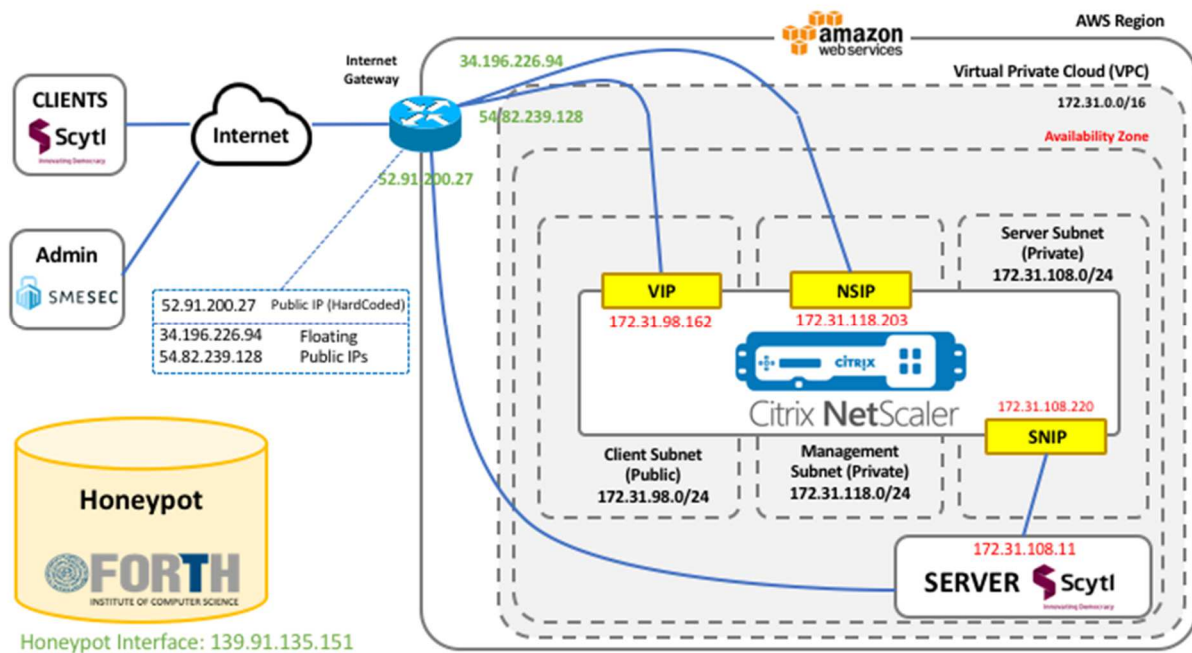 AWS Region
amazon
web services
Internet
Gateway
34.196.226.94
Virtual Private Cloud (VPC)
172.31.0.0/16
CLIENTS
Scytl
Innovating Democracy
Internet
54.82.239.128
Availability Zone
52.91.200.27
Admin
SMESEC
Server Subnet
(Private)
172.31.108.0/24
52.91.200.27 Public IP (HardCoded)
34.196.226.94 Floating
54.82.239.128 Public IPs
VIP
NSIP
172.31.98.162
172.31.118.203
CITRIX
Citrix NetScaler
172.31.108.220
SNIP
Client Subnet
(Public)
172.31.98.0/24
Management
Subnet (Private)
172.31.118.0/24
Honeypot
FORTH
INSTITUTE OF COMPUTER SCIENCE
172.31.108.11
SERVER Scytl
Innovating Democracy
Honeypot Interface: 139.91.135.151